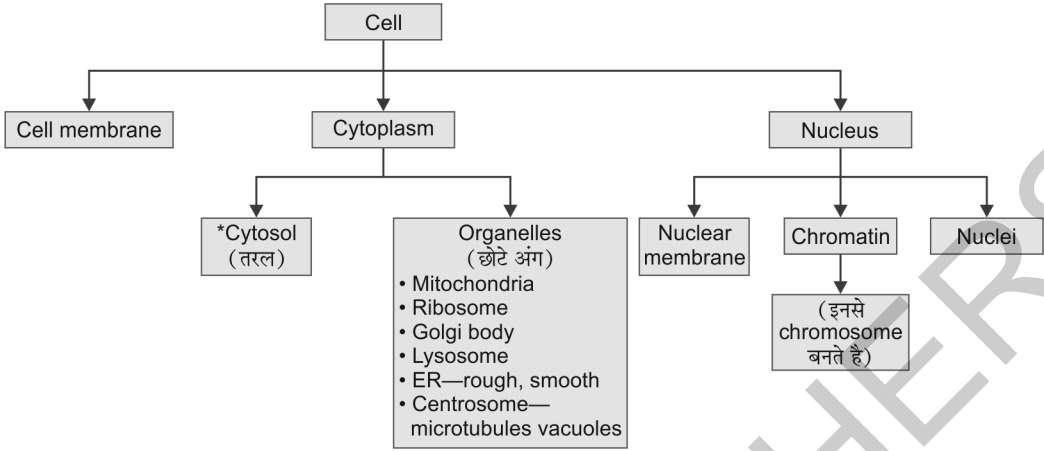 Cell
Cell membrane
Cytoplasm
Nucleus
*Cytosol
(तरल)
Organelles
(छोटे अंग)
• Mitochondria
• Ribosome
• Golgi body
• Lysosome
• ER—rough, smooth
• Centrosome—
microtubules vacuoles
Nuclear
membrane
Chromatin
Nuclei
(इनसे
chromosome
बनते है)
HERS